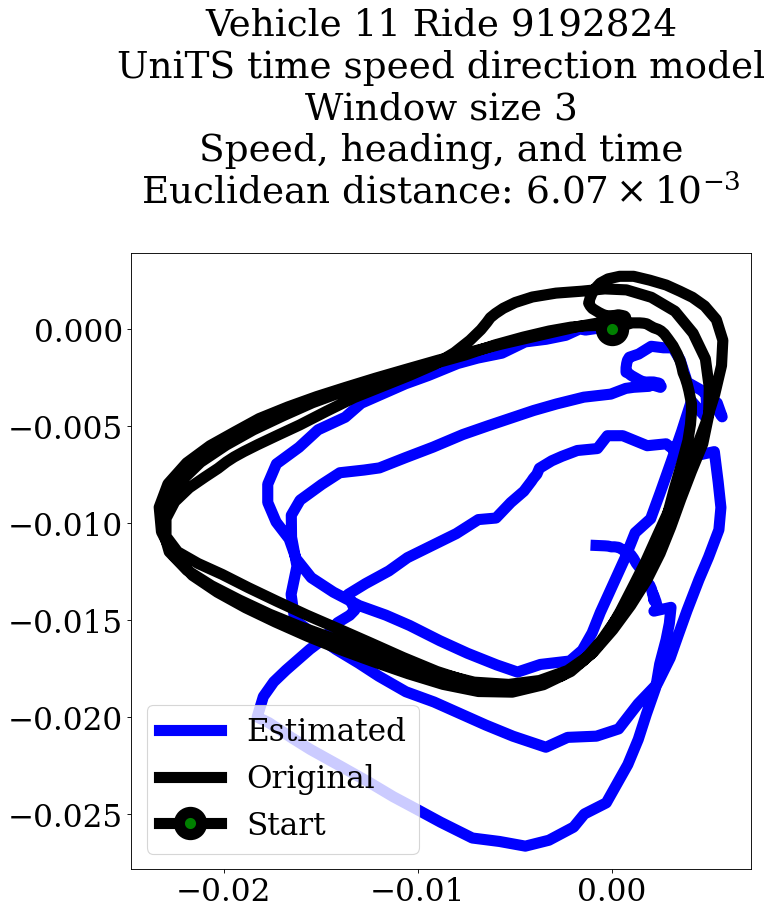 Vehicle 11 Ride 9192824
UniTS time speed direction model
Window size 3
Speed, heading, and time
Euclidean distance: 6.07 × 10⁻³
0.000
−0.005
−0.010
−0.015
−0.020
−0.025
Estimated
Original
Start
−0.02
−0.01
0.00